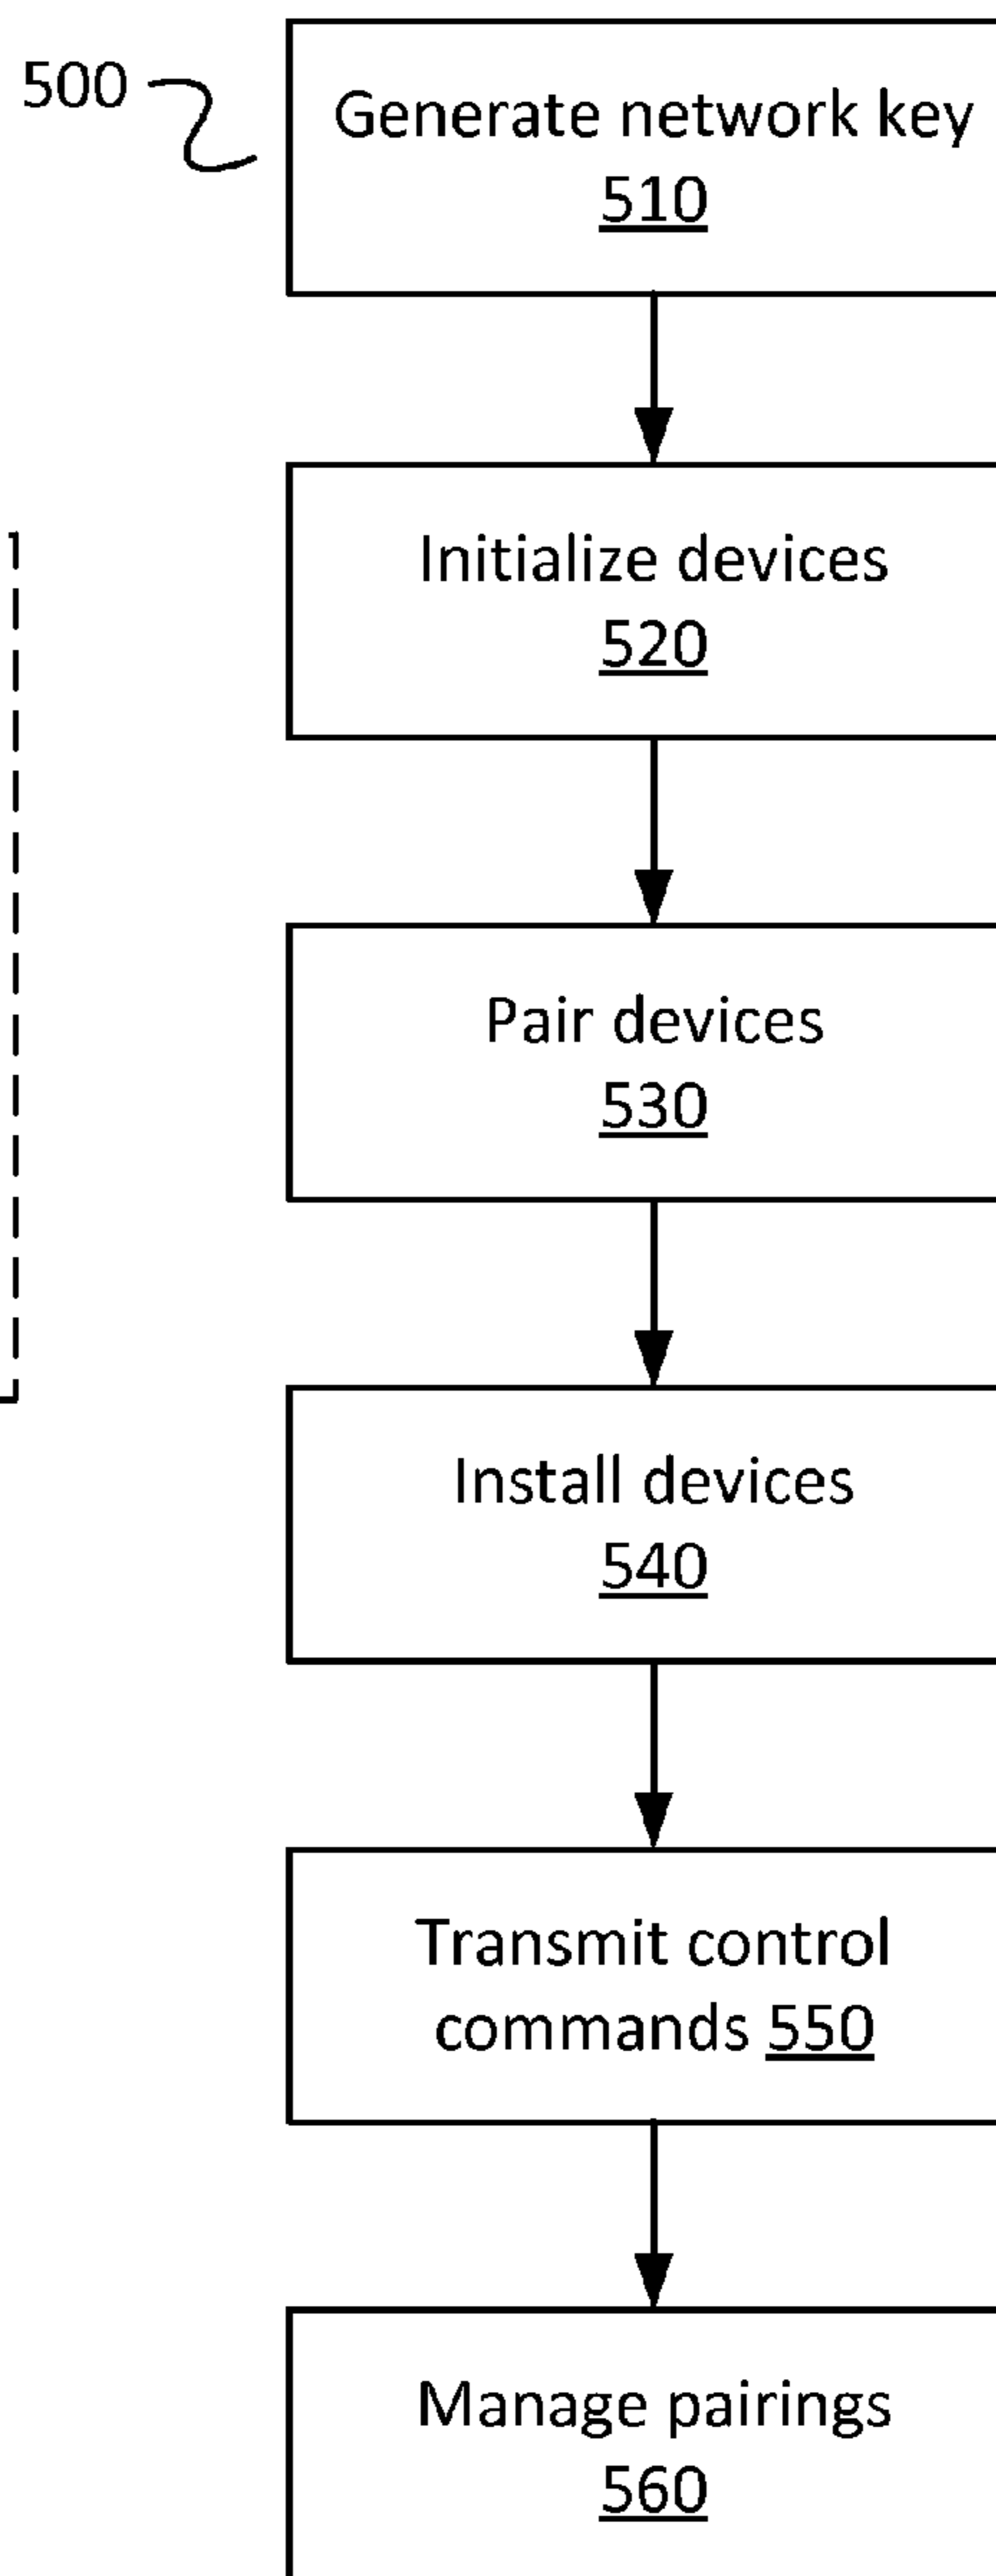 500
Generate network key
510
Initialize devices
520
Pair devices
530
Install devices
540
Transmit control
commands 550
Manage pairings
560